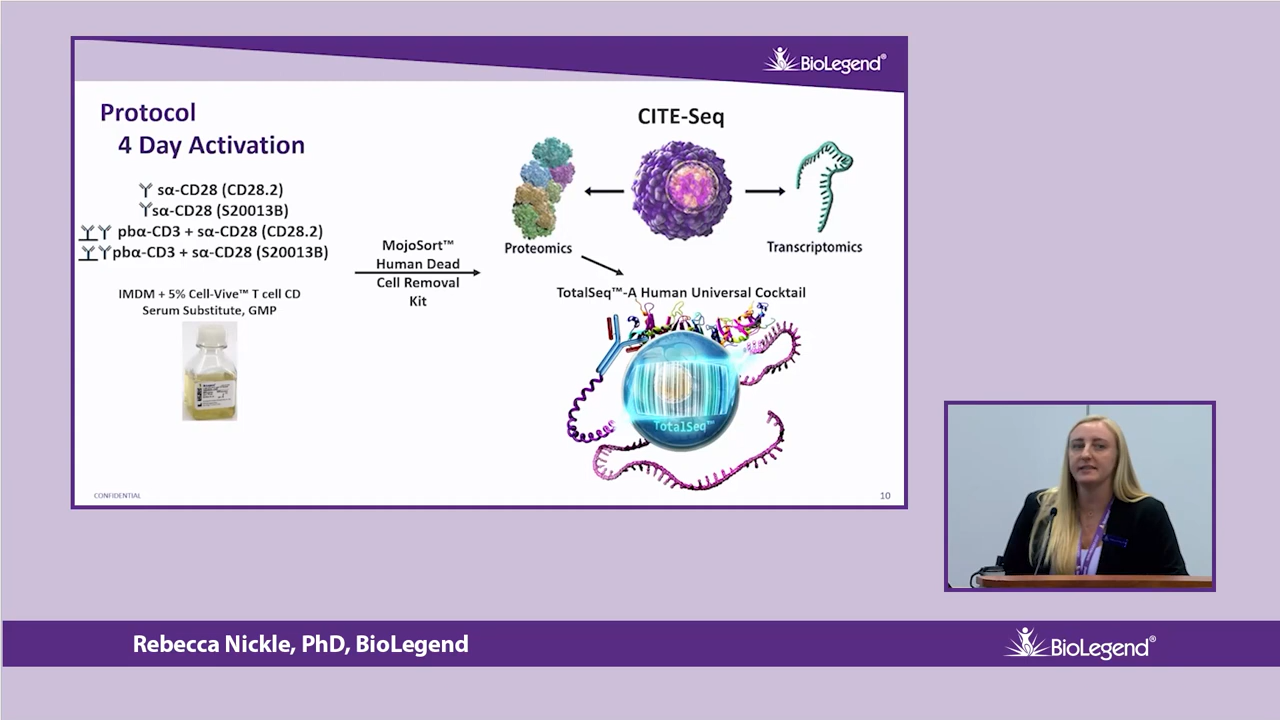 BioLegend®
Protocol
4 Day Activation
sα-CD28 (CD28.2)
sα-CD28 (S20013B)
pbα-CD3 + sα-CD28 (CD28.2)
pbα-CD3 + sα-CD28 (S20013B)
IMDM + 5% Cell-Vive™ T cell CD
Serum Substitute, GMP
MojoSort™
Human Dead
Cell Removal
Kit
CITE-Seq
Proteomics
Transcriptomics
TotalSeq™-A Human Universal Cocktail
TotalSeq™
CONFIDENTIAL
10
Rebecca Nickle, PhD, BioLegend
BioLegend®